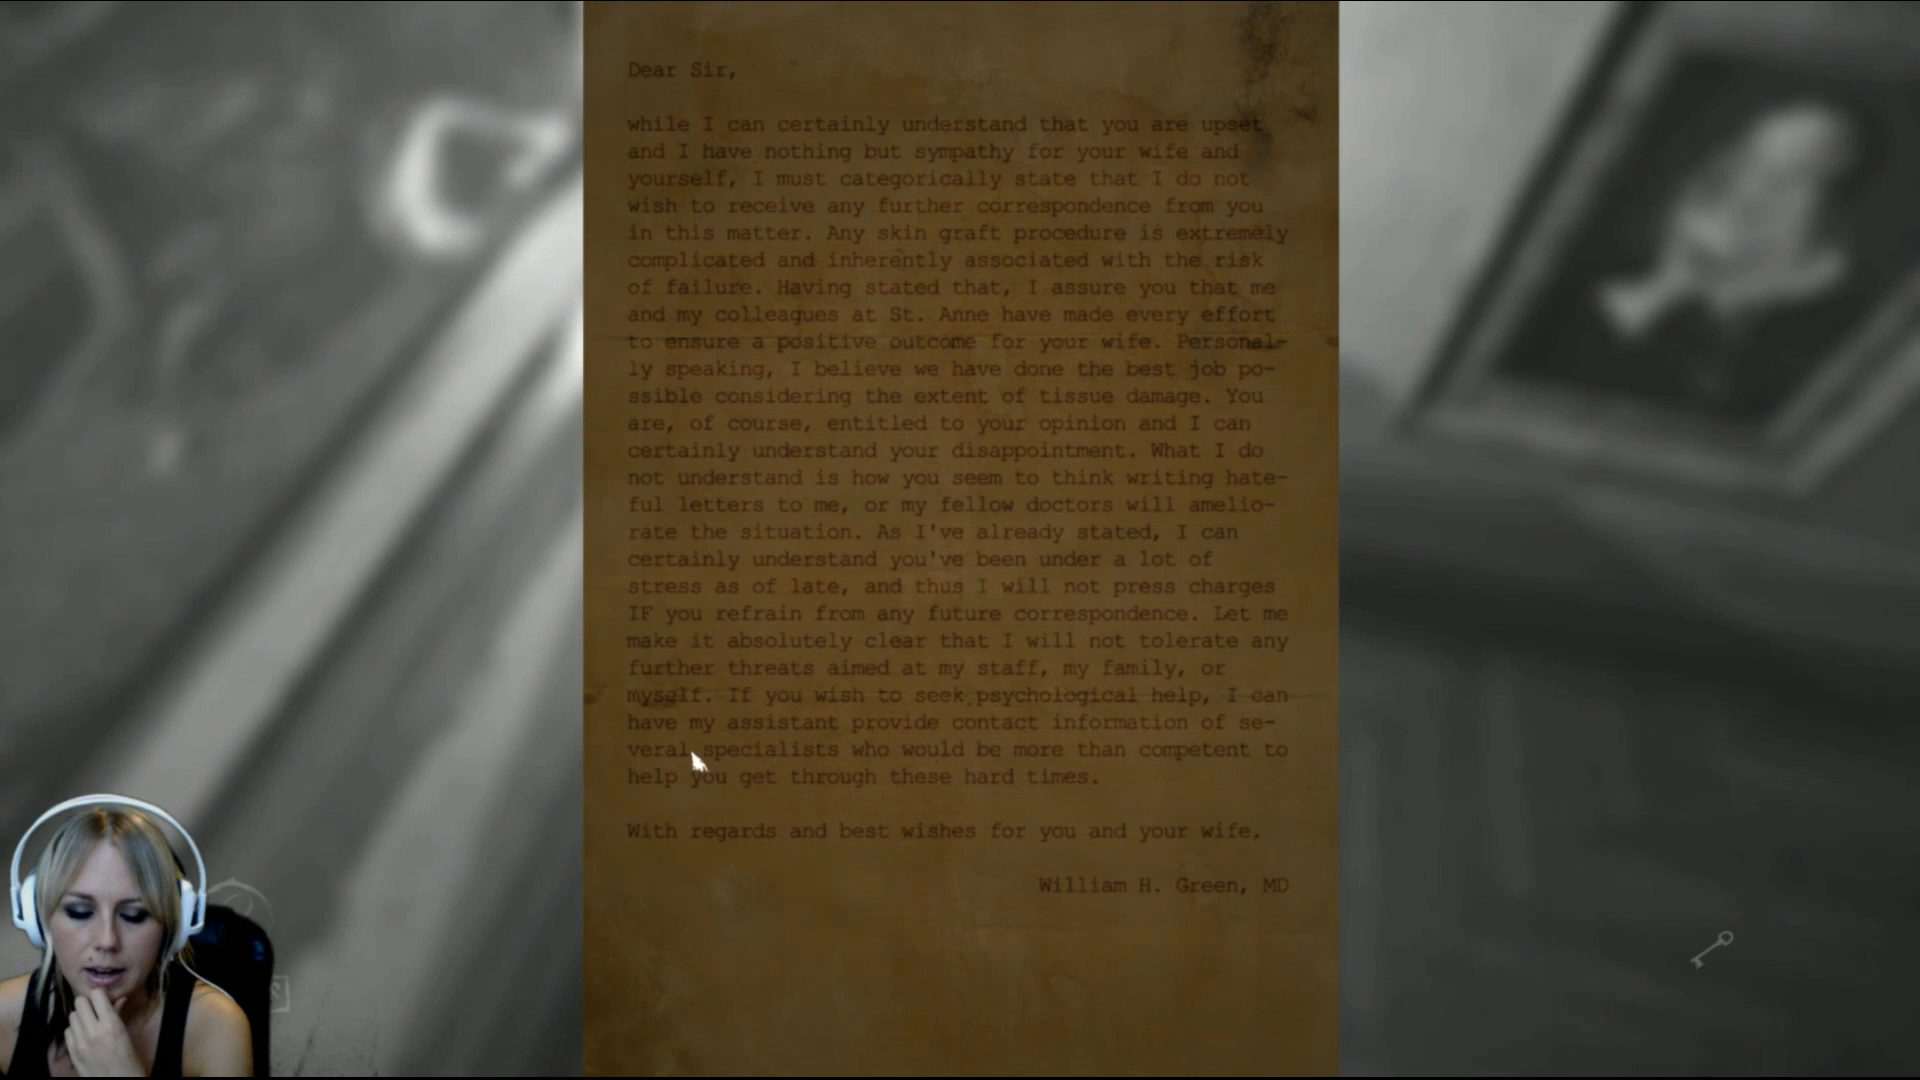 Dear Sir,
while I can certainly understand that you are upset
and I have nothing but sympathy for your wife and
yourself, I must categorically state that I do not
wish to receive any further correspondence from you
in this matter. Any skin graft procedure is extremely
complicated and inherently associated with the risk
of failure. Having stated that, I assure you that me
and my colleagues at St. Anne have made every effort
to ensure a positive outcome for your wife. Personal-
ly speaking, I believe we have done the best job po-
ssible considering the extent of tissue damage. You
are, of course, entitled to your opinion and I can
certainly understand your disappointment. What I do
not understand is how you seem to think writing hate-
ful letters to me, or my fellow doctors will amelio-
rate the situation. As I've already stated, I can
certainly understand you've been under a lot of
stress as of late, and thus I will not press charges
IF you refrain from any future correspondence. Let me
make it absolutely clear that I will not tolerate any
further threats aimed at my staff, my family, or
myself. If you wish to seek psychological help, I can
have my assistant provide contact information of se-
veral specialists who would be more than competent to
help you get through these hard times.
With regards and best wishes for you and your wife,
William H. Green, MD